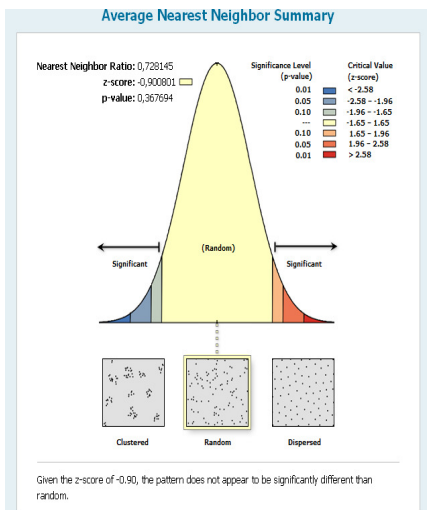 Average Nearest Neighbor Summary
Nearest Neighbor Ratio: 0,728145
z-score: -0,900801
p-value: 0,367694
Significance Level
(p-value)
Critical Value
(z-score)
0.01 < -2.58
0.05 -2.58 - -1.96
0.10 -1.96 - -1.65
--- -1.65 - 1.65
0.10 1.65 - 1.96
0.05 1.96 - 2.58
0.01 > 2.58
(Random)
Significant Significant
Clustered Random Dispersed
Given the z-score of -0.90, the pattern does not appear to be significantly different than
random.